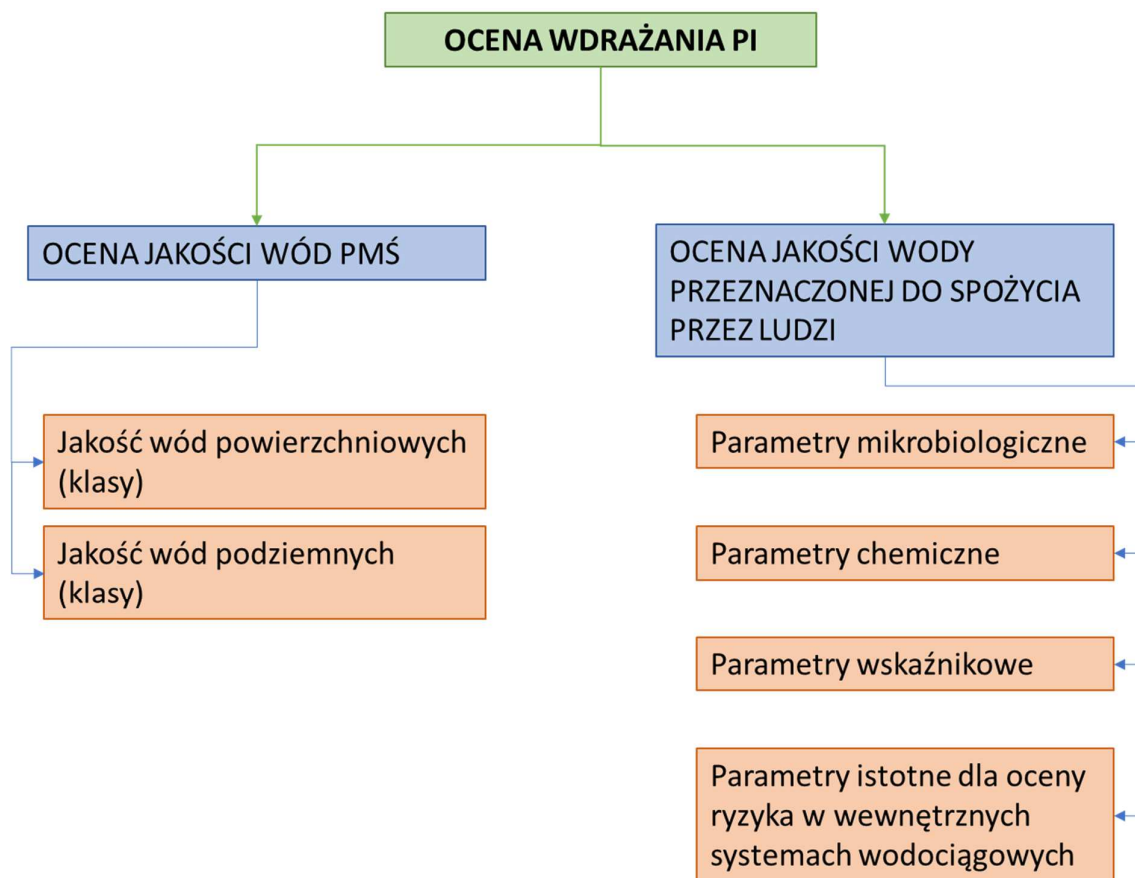 OCENA WDRAŻANIA PI
OCENA JAKOŚCI WÓD PMŚ
OCENA JAKOŚCI WODY
PRZEZNACZONEJ DO SPOŻYCIA
PRZEZ LUDZI
Jakość wód powierzchniowych
(klasy)
Jakość wód podziemnych
(klasy)
Parametry mikrobiologiczne
Parametry chemiczne
Parametry wskaźnikowe
Parametry istotne dla oceny
ryzyka w wewnętrznych
systemach wodociągowych